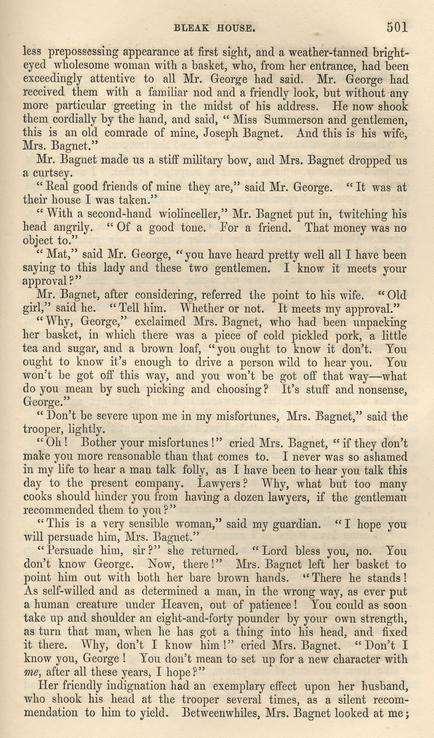 BLEAK HOUSE. 501
less prepossessing appearance at first sight, and a weather-tanned bright-
eyed wholesome woman with a basket, who, from her entrance, had been
exceedingly attentive to all Mr. George had said. Mr. George had
received them with a familiar nod and a friendly look, but without any
more particular greeting in the midst of his address. He now shook
them cordially by the hand, and said, “Miss Summerson and gentlemen,
this is an old comrade of mine, Joseph Bagnet. And this is his wife,
Mrs. Bagnet.”
Mr. Bagnet made us a stiff military bow, and Mrs. Bagnet dropped us
a curtsey.
“Real good friends of mine they are,” said Mr. George. “It was at
their house I was taken.”
“With a second-hand wiolinceller,” Mr. Bagnet put in, twitching his
head angrily. “Of a good tone. For a friend. That money was no
object to.”
“Mat,” said Mr. George, “you have heard pretty well all I have been
saying to this lady and these two gentlemen. I know it meets your
approval?”
Mr. Bagnet, after considering, referred the point to his wife. “Old
girl,” said he. “Tell him. Whether or not. It meets my approval.”
“Why, George,” exclaimed Mrs. Bagnet, who had been unpacking
her basket, in which there was a piece of cold pickled pork, a little
tea and sugar, and a brown loaf, “you ought to know it don't. You
ought to know it's enough to drive a person wild to hear you. You
won't be got off this way, and you won't be got off that way—what
do you mean by such picking and choosing? It's stuff and nonsense,
George.”
“Don't be severe upon me in my misfortunes, Mrs. Bagnet,” said the
trooper, lightly.
“Oh! Bother your misfortunes!” cried Mrs. Bagnet, “if they don't
make you more reasonable than that comes to. I never was so ashamed
in my life to hear a man talk folly, as I have been to hear you talk this
day to the present company. Lawyers? Why, what but too many
cooks should hinder you from having a dozen lawyers, if the gentleman
recommended them to you?”
“This is a very sensible woman,” said my guardian. “I hope you
will persuade him, Mrs. Bagnet.”
“Persuade him, sir?” she returned. “Lord bless you, no. You
don't know George. Now, there!” Mrs. Bagnet left her basket to
point him out with both her bare brown hands. “There he stands!
As self-willed and as determined a man, in the wrong way, as ever put
a human creature under Heaven, out of patience! You could as soon
take up and shoulder an eight-and-forty pounder by your own strength,
as turn that man, when he has got a thing into his head, and fixed
it there. Why, don't I know him!” cried Mrs. Bagnet. “Don't I
know you, George! You don't mean to set up for a new character with
me, after all these years, I hope?”
Her friendly indignation had an exemplary effect upon her husband,
who shook his head at the trooper several times, as a silent recom-
mendation to him to yield. Betweenwhiles, Mrs. Bagnet looked at me;